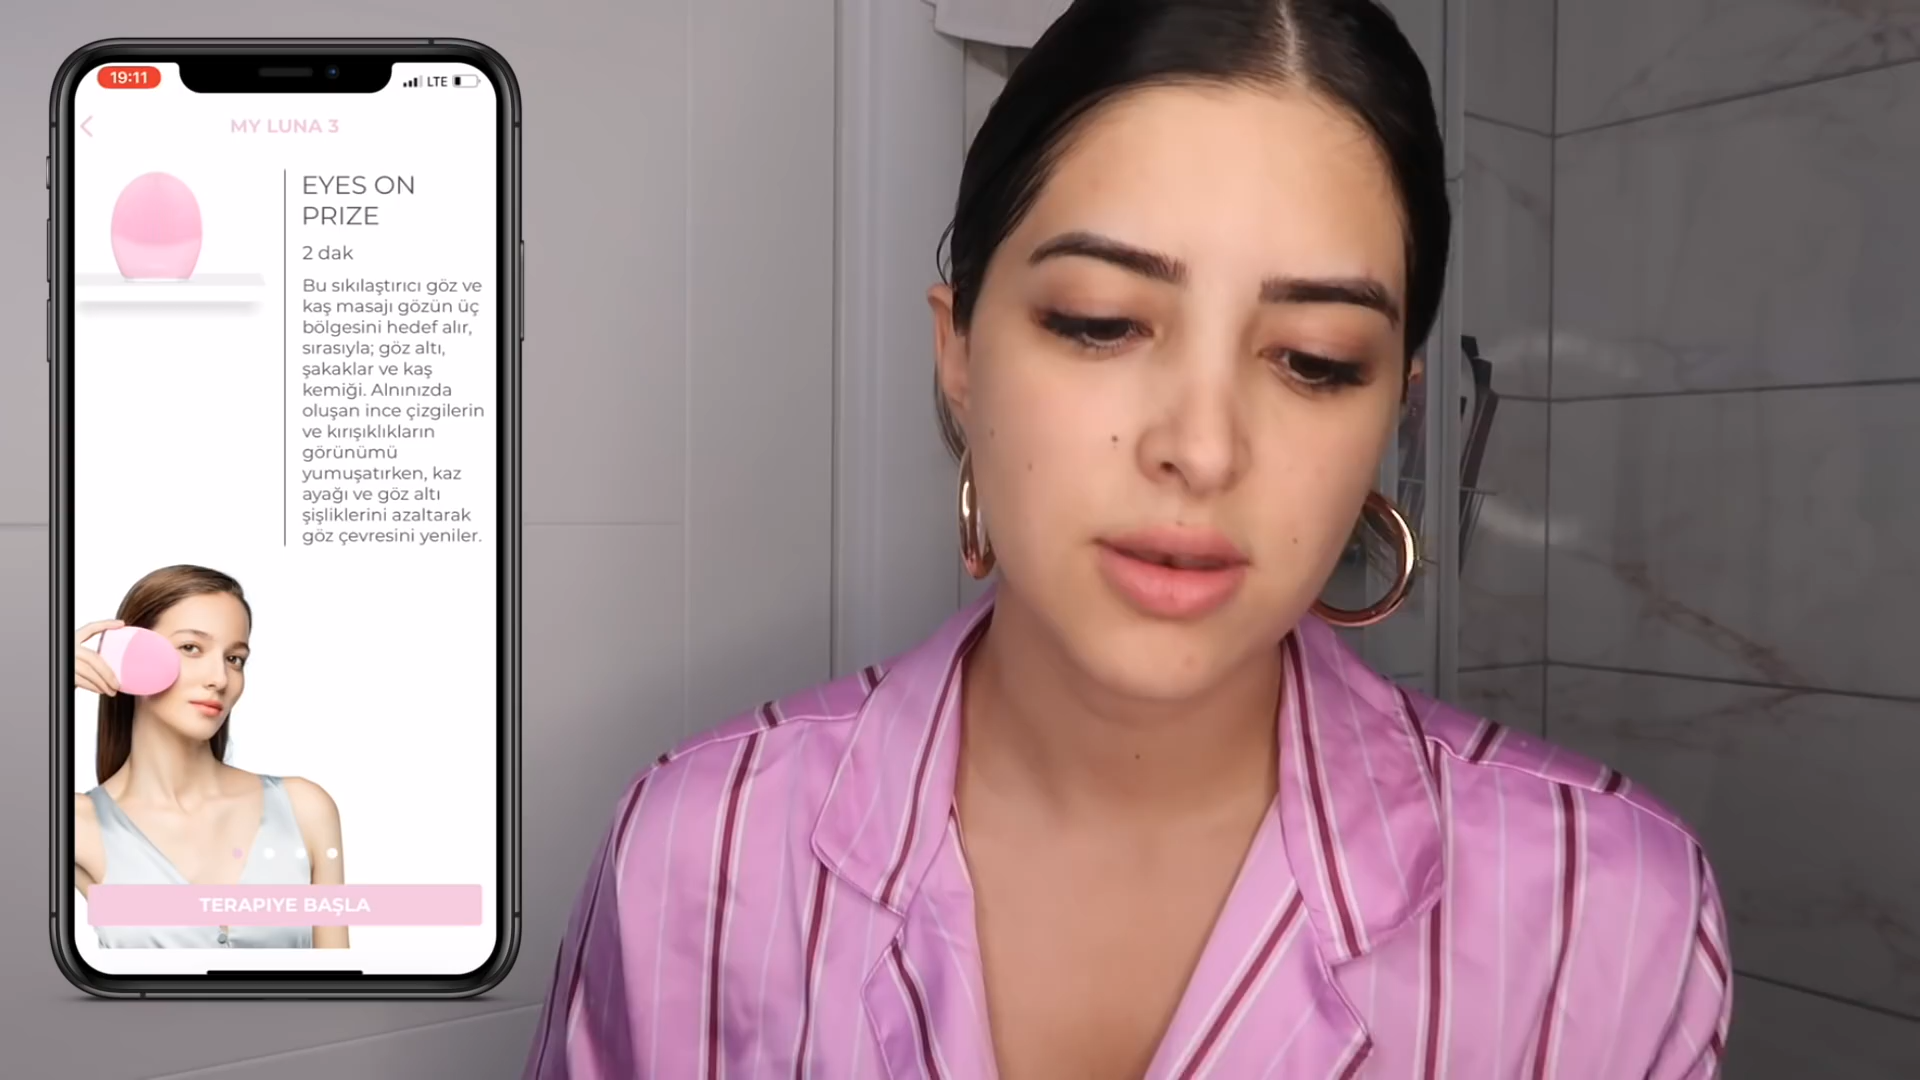 19:11
LTE
MY LUNA 3
EYES ON
PRIZE
2 dak
Bu sıkılaştırıcı göz ve
kaş masajı gözün üç
bölgesini hedef alır,
sırasıyla; göz altı,
şakaklar ve kaş
kemiği. Alnınızda
oluşan ince çizgilerin
ve kırışıklıkların
görünümü
yumuşatırken, kaz
ayağı ve göz altı
şişliklerini azaltarak
göz çevresini yeniler.
TERAPIYE BAŞLA